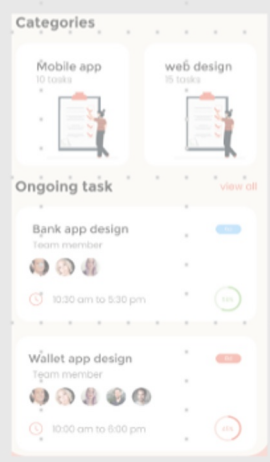 Categories
Mobile app
10 tasks
web design
15 tasks
Ongoing task
view all
Bank app design
Team member
10:30 am to 5:30 pm
Wallet app design
Team member
10:00 am to 6:00 pm